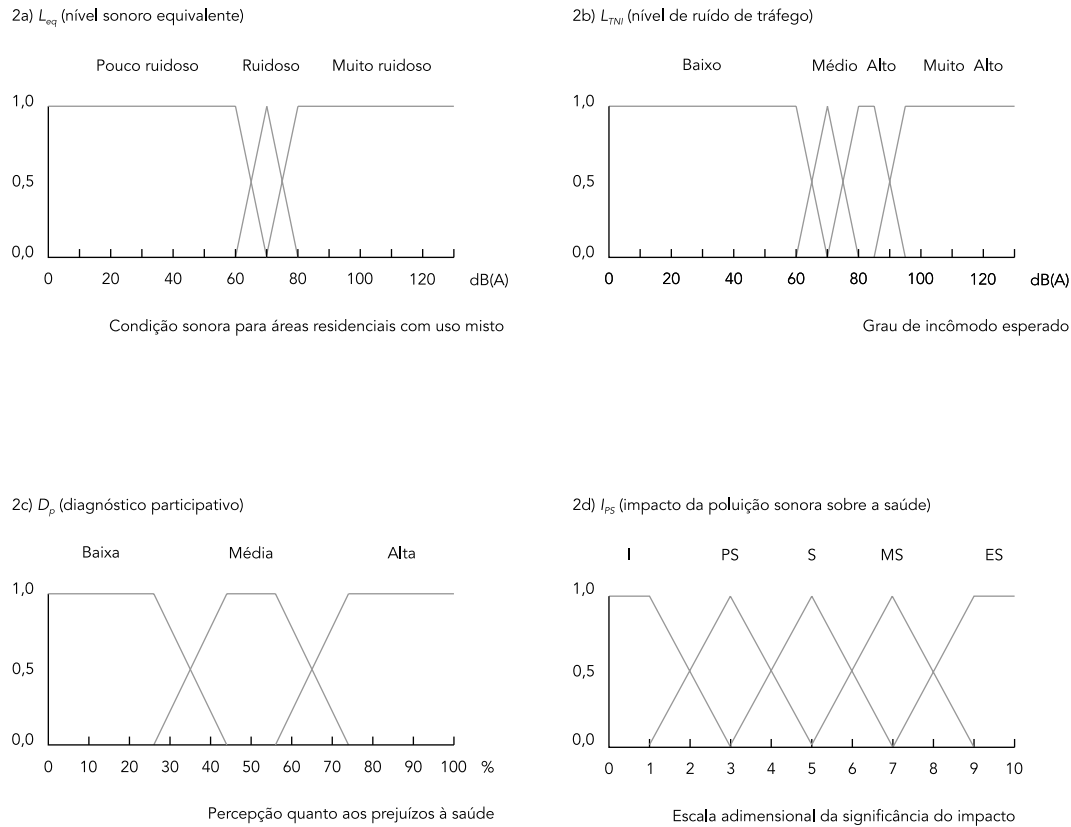 2a) Leq (nível sonoro equivalente)
Pouco ruidoso Ruidoso Muito ruidoso
1,0
0,5
0,0
0 20 40 60 80 100 120 dB(A)
Condição sonora para áreas residenciais com uso misto
2b) LTNI (nível de ruído de tráfego)
Baixo Médio Alto Muito Alto
1,0
0,5
0,0
0 20 40 60 80 100 120 dB(A)
Grau de incômodo esperado
2c) Dp (diagnóstico participativo)
Baixa Média Alta
1,0
0,5
0,0
0 10 20 30 40 50 60 70 80 90 100 %
Percepção quanto aos prejuízos à saúde
2d) IPS (impacto da poluição sonora sobre a saúde)
I PS S MS ES
1,0
0,5
0,0
0 1 2 3 4 5 6 7 8 9 10
Escala adimensional da significância do impacto